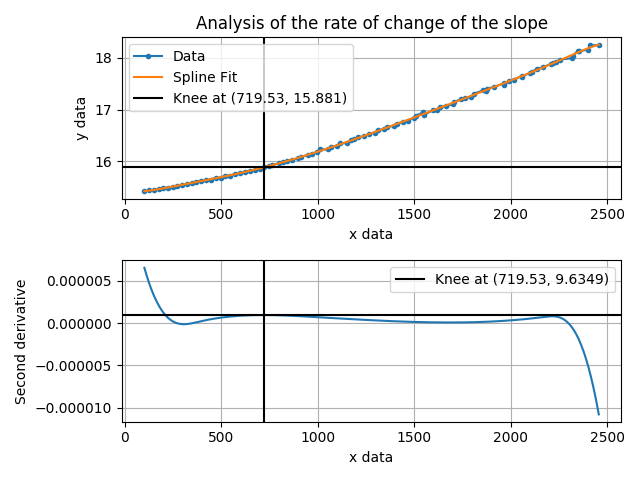 Analysis of the rate of change of the slope
Data
Spline Fit
Knee at (719.53, 15.881)
18
17
16
y data
0 500 1000 1500 2000 2500
x data
Knee at (719.53, 9.6349)
0.000005
0.000000
−0.000005
−0.000010
Second derivative
0 500 1000 1500 2000 2500
x data